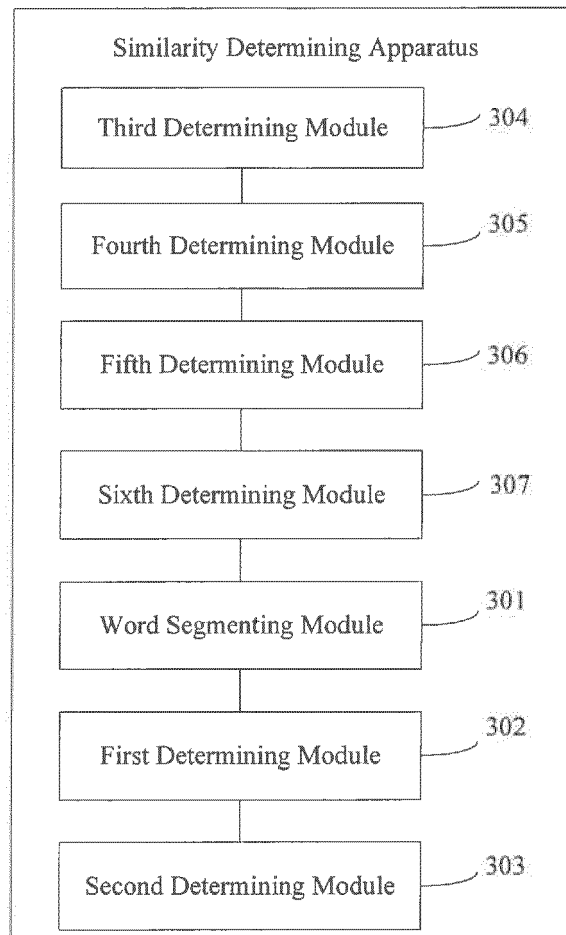 Similarity Determining Apparatus
Third Determining Module
304
Fourth Determining Module
305
Fifth Determining Module
306
Sixth Determining Module
307
Word Segmenting Module
301
First Determining Module
302
Second Determining Module
303